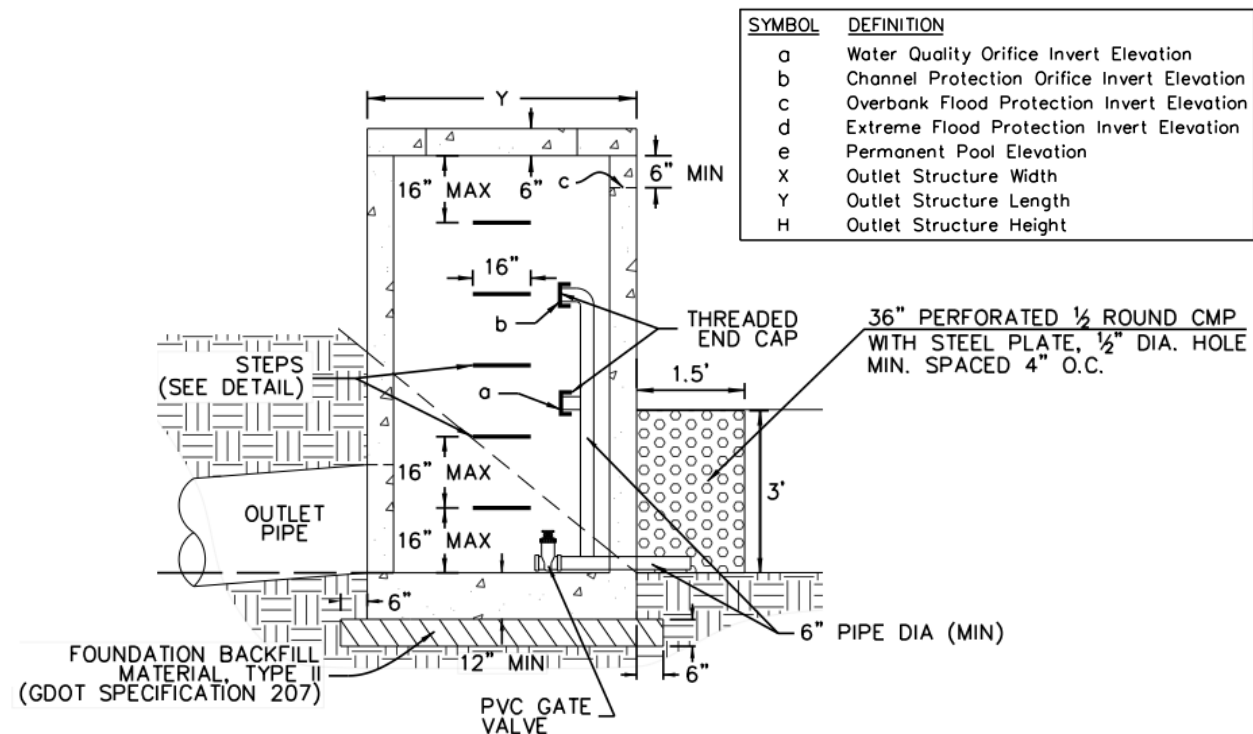 SYMBOL DEFINITION
a Water Quality Orifice Invert Elevation
b Channel Protection Orifice Invert Elevation
c Overbank Flood Protection Invert Elevation
d Extreme Flood Protection Invert Elevation
e Permanent Pool Elevation
X Outlet Structure Width
Y Outlet Structure Length
H Outlet Structure Height
Y
16” MAX
6”
c
6” MIN
16”
b
THREADED
END CAP
36” PERFORATED ½ ROUND CMP
WITH STEEL PLATE, ½” DIA. HOLE
MIN. SPACED 4” O.C.
STEPS
(SEE DETAIL)
a
1.5’
16” MAX
3’
OUTLET
PIPE
16” MAX
6”
6” PIPE DIA (MIN)
FOUNDATION BACKFILL
MATERIAL, TYPE II
(GDOT SPECIFICATION 207)
12” MIN
6”
PVC GATE
VALVE